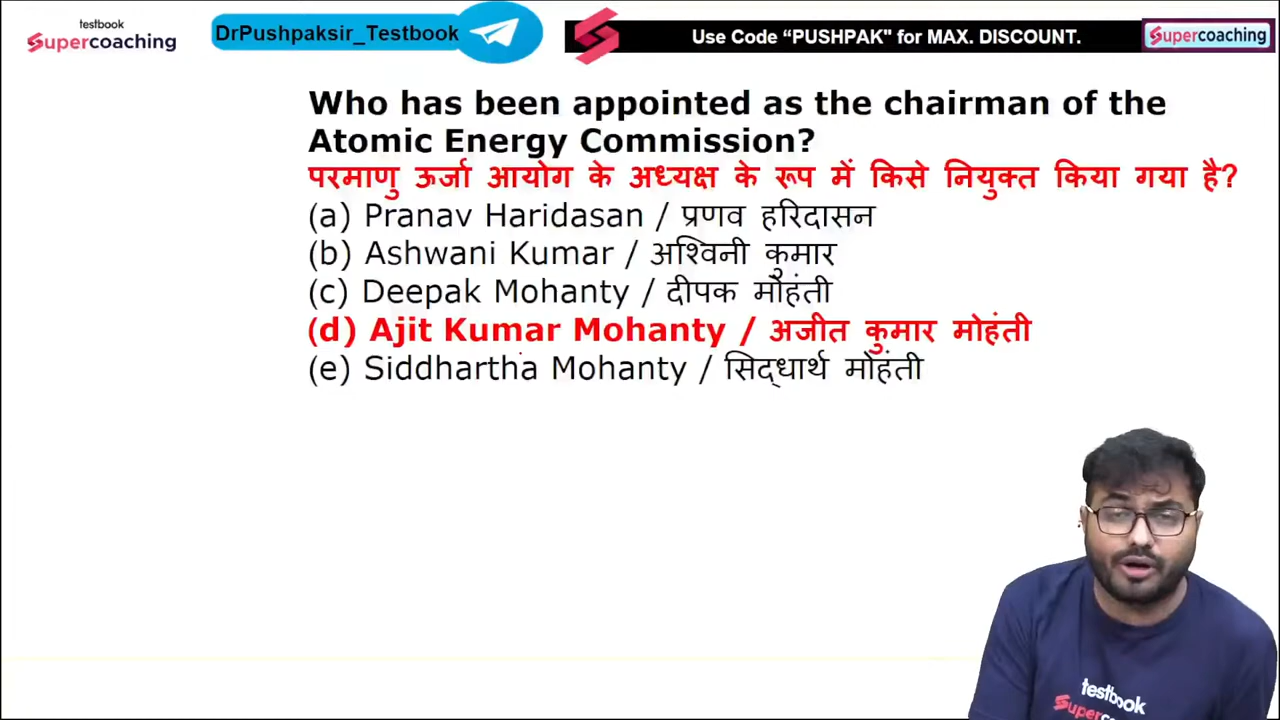 testbook
Supercoaching
DrPushpaksir_Testbook
Use Code “PUSHPAK" for MAX. DISCOUNT.
Supercoaching
Who has been appointed as the chairman of the
Atomic Energy Commission?
परमाणु ऊर्जा आयोग के अध्यक्ष के रूप में किसे नियुक्त किया गया है?
(a) Pranav Haridasan / प्रणव हरिदासन
(b) Ashwani Kumar / अश्विनी कुमार
(c) Deepak Mohanty / दीपक मोहंती
(d) Ajit Kumar Mohanty / अजीत कुमार मोहंती
(e) Siddhartha Mohanty / सिद्धार्थ मोहंती
testbook